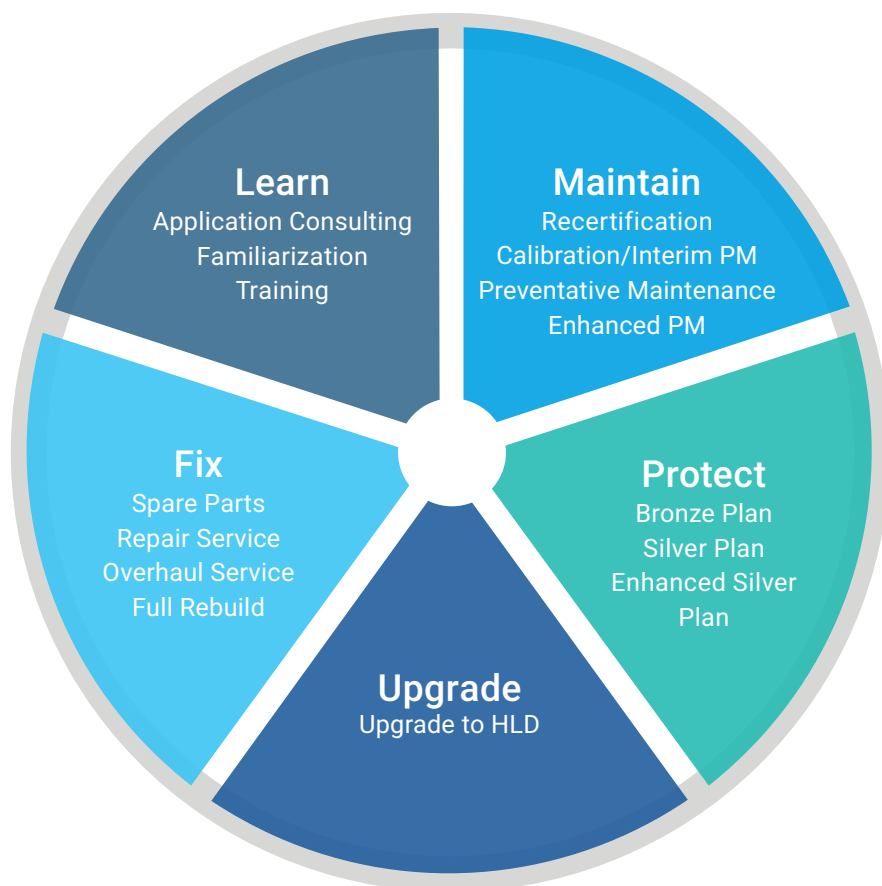 Learn
Application Consulting
Familiarization
Training
Maintain
Recertification
Calibration/Interim PM
Preventative Maintenance
Enhanced PM
Fix
Spare Parts
Repair Service
Overhaul Service
Full Rebuild
Protect
Bronze Plan
Silver Plan
Enhanced Silver
Plan
Upgrade
Upgrade to HLD